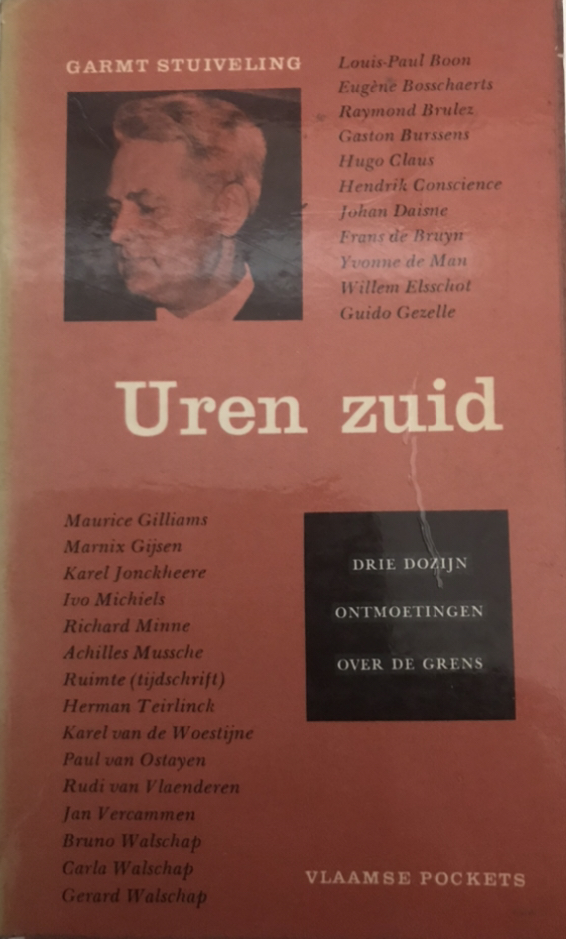 GARMT STUIVELING
Louis-Paul Boon
Eugène Bosschaerts
Raymond Brulez
Gaston Burssens
Hugo Claus
Hendrik Conscience
Johan Daisne
Frans de Bruyn
Yvonne de Man
Willem Elsschot
Guido Gezelle
Uren zuid
Maurice Gilliams
Marnix Gijsen
Karel Jonckheere
Ivo Michiels
Richard Minne
Achilles Mussche
Ruimte (tijdschrift)
Herman Teirlinck
Karel van de Woestijne
Paul van Ostayen
Rudi van Vlaenderen
Jan Vercammen
Bruno Walschap
Carla Walschap
Gerard Walschap
DRIE DOZIJN
ONTMOETINGEN
OVER DE GRENS
VLAAMSE POCKETS